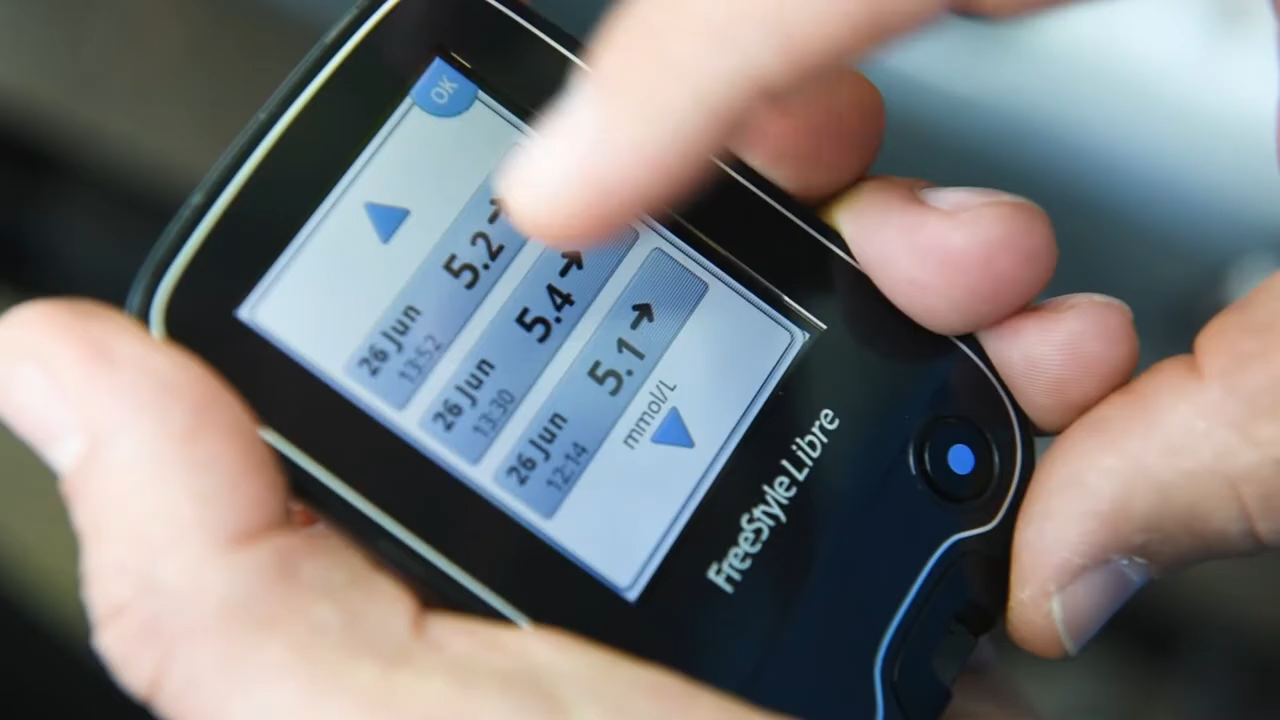 OK
26 Jun
13:52
5.2 →
26 Jun
13:30
5.4 →
26 Jun
12:14
5.1 →
mmol/L
FreeStyle Libre